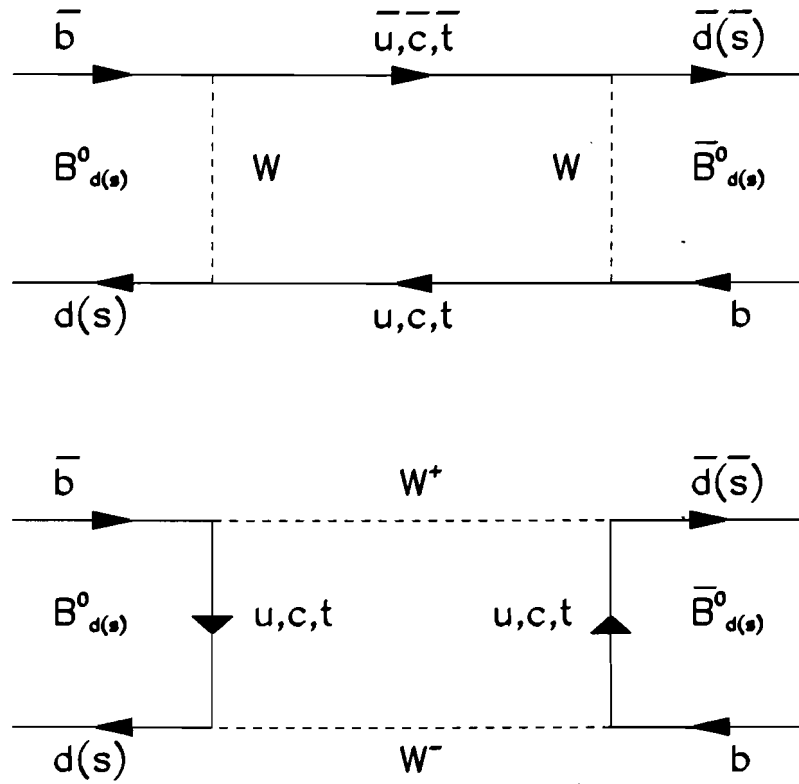 b̄ ū,c̄,t̄ d̄(s̄)
B⁰d(s) W W B̄⁰d(s)
d(s) u,c,t b
b̄ W⁺ d̄(s̄)
B⁰d(s) u,c,t u,c,t B̄⁰d(s)
d(s) W⁻ b